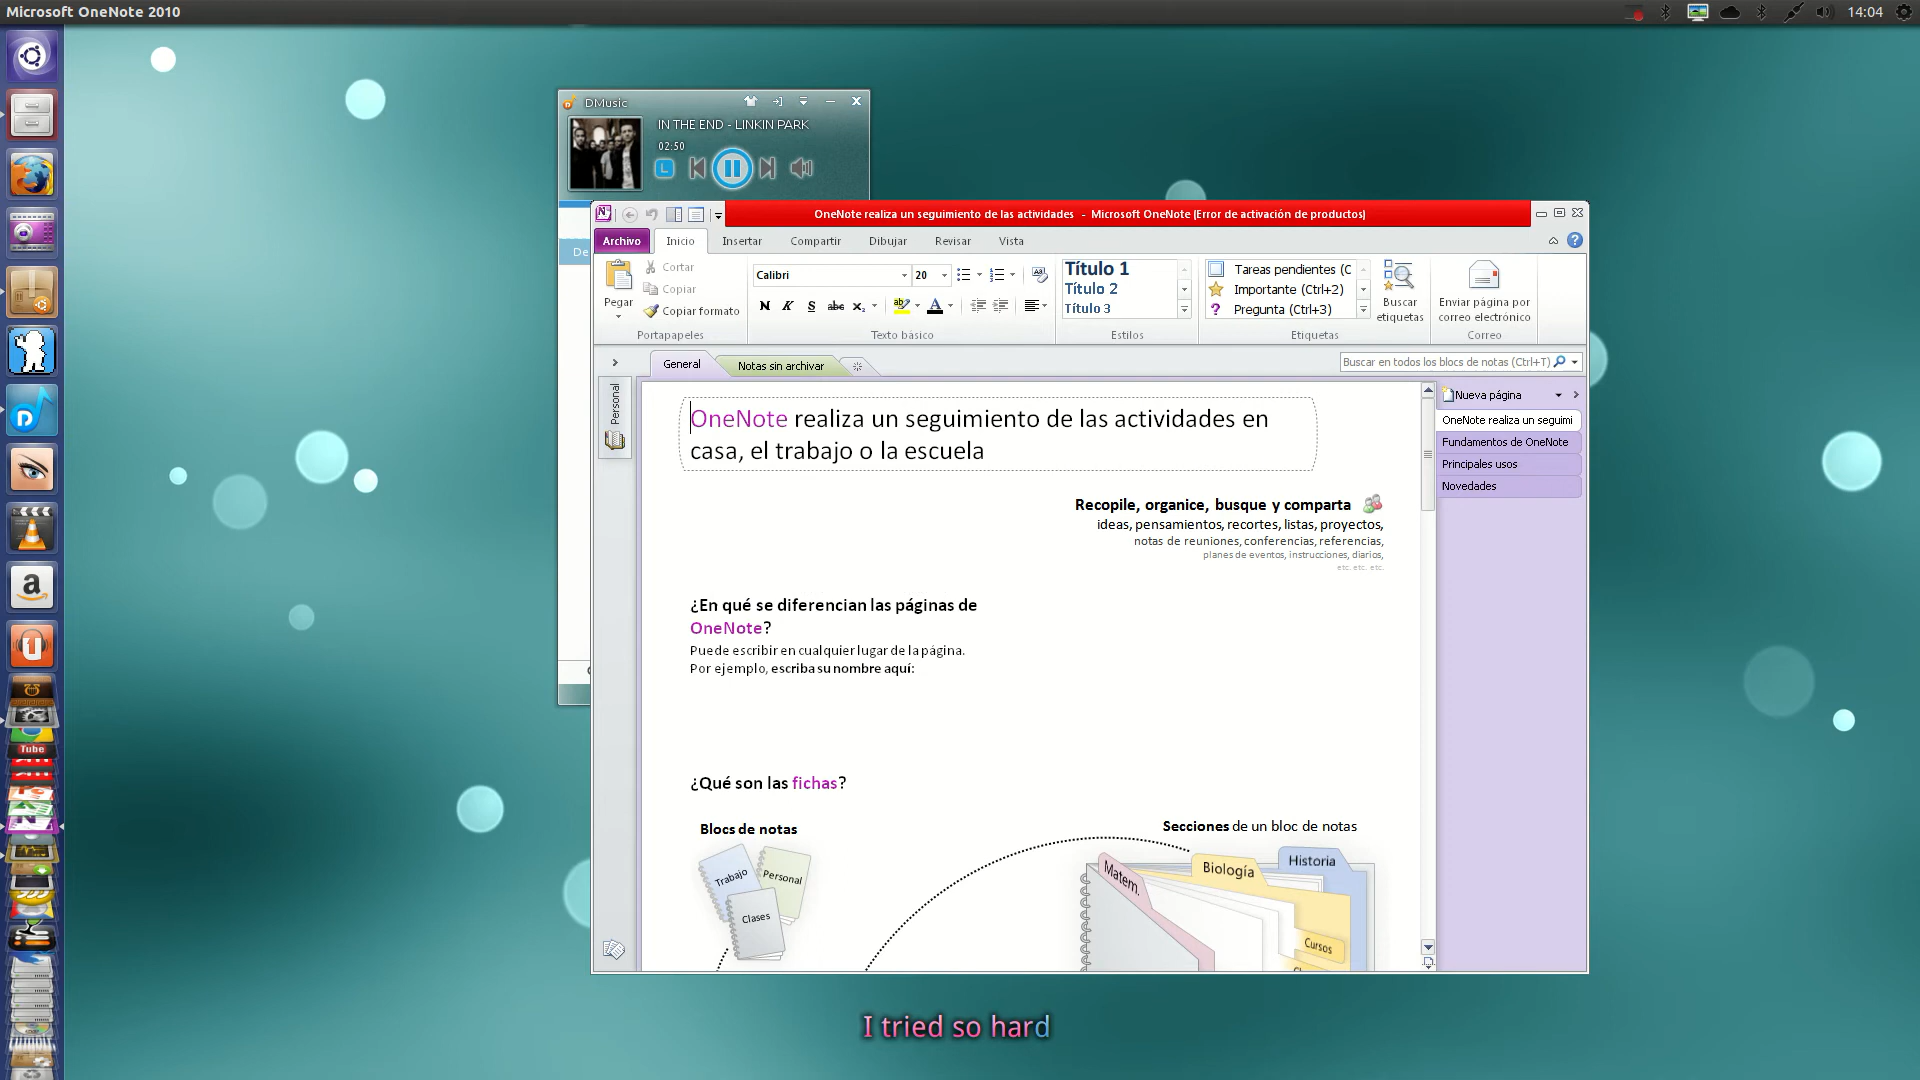 Microsoft OneNote 2010
14:04
DMusic
IN THE END - LINKIN PARK
02:50
L
De
OneNote realiza un seguimiento de las actividades - Microsoft OneNote (Error de activación de productos)
Archivo
Inicio
Insertar
Compartir
Dibujar
Revisar
Vista
Pegar
Cortar
Copiar
Copiar formato
Portapapeles
Calibri
20
N K S abc x₂
ab A
Texto básico
Título 1
Título 2
Título 3
Estilos
Tareas pendientes (C
Importante (Ctrl+2)
Pregunta (Ctrl+3)
Etiquetas
Buscar
etiquetas
Enviar página por
correo electrónico
Correo
General
Notas sin archivar
Buscar en todos los blocs de notas (Ctrl+T)
Personal
OneNote realiza un seguimiento de las actividades en
casa, el trabajo o la escuela
Recopile, organice, busque y comparta
ideas, pensamientos, recortes, listas, proyectos,
notas de reuniones, conferencias, referencias,
planes de eventos, instrucciones, diarios,
etc. etc. etc.
¿En qué se diferencian las páginas de
OneNote?
Puede escribir en cualquier lugar de la página.
Por ejemplo, escriba su nombre aquí:
¿Qué son las fichas?
Blocs de notas
Trabajo
Personal
Clases
Secciones de un bloc de notas
Matem.
Biología
Historia
Cursos
Nueva página
OneNote realiza un seguimi
Fundamentos de OneNote
Principales usos
Novedades
a
Tube
I tried so hard